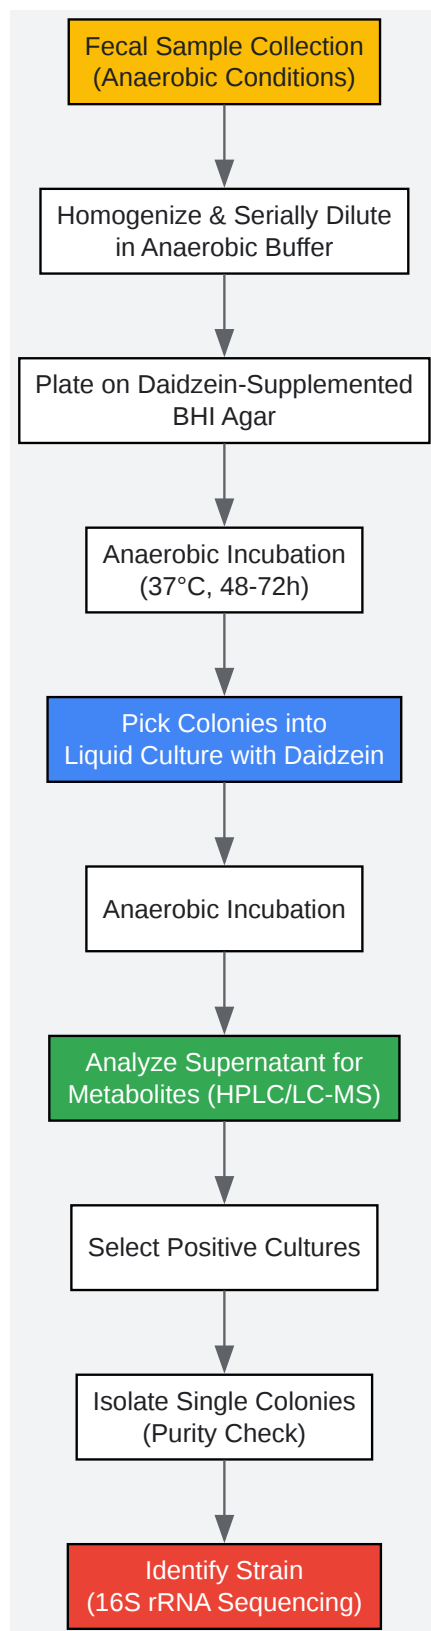 Fecal Sample Collection
(Anaerobic Conditions)
Homogenize & Serially Dilute
in Anaerobic Buffer
Plate on Daidzein-Supplemented
BHI Agar
Anaerobic Incubation
(37°C, 48-72h)
Pick Colonies into
Liquid Culture with Daidzein
Anaerobic Incubation
Analyze Supernatant for
Metabolites (HPLC/LC-MS)
Select Positive Cultures
Isolate Single Colonies
(Purity Check)
Identify Strain
(16S rRNA Sequencing)